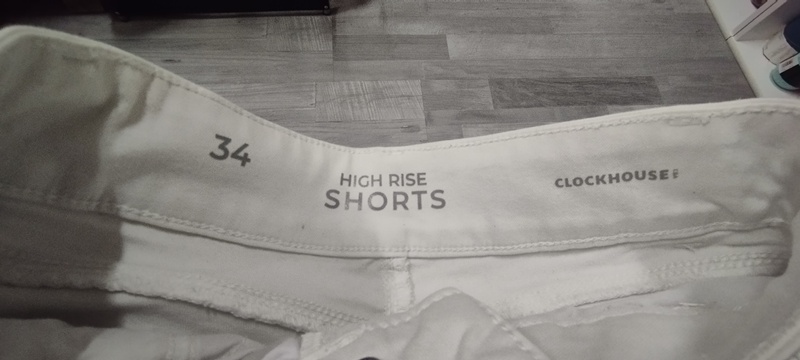 34
HIGH RISE
SHORTS
CLOCKHOUSE